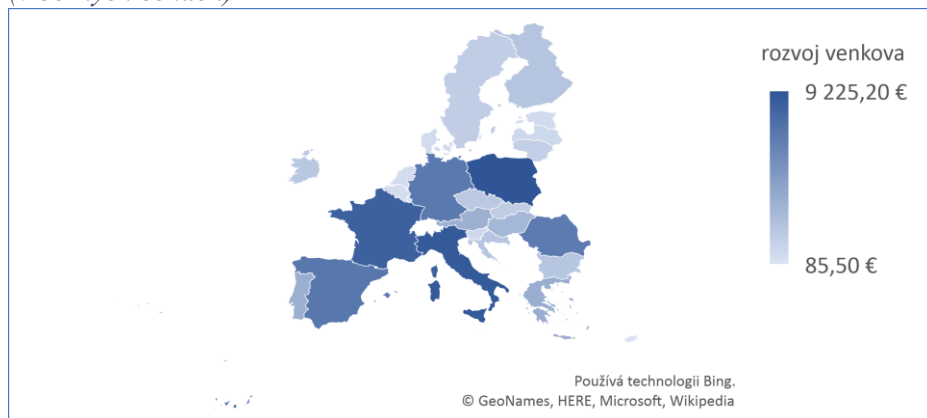 rozvoj venkova
9 225,20 €
85,50 €
Používá technologii Bing.
© GeoNames, HERE, Microsoft, Wikipedia